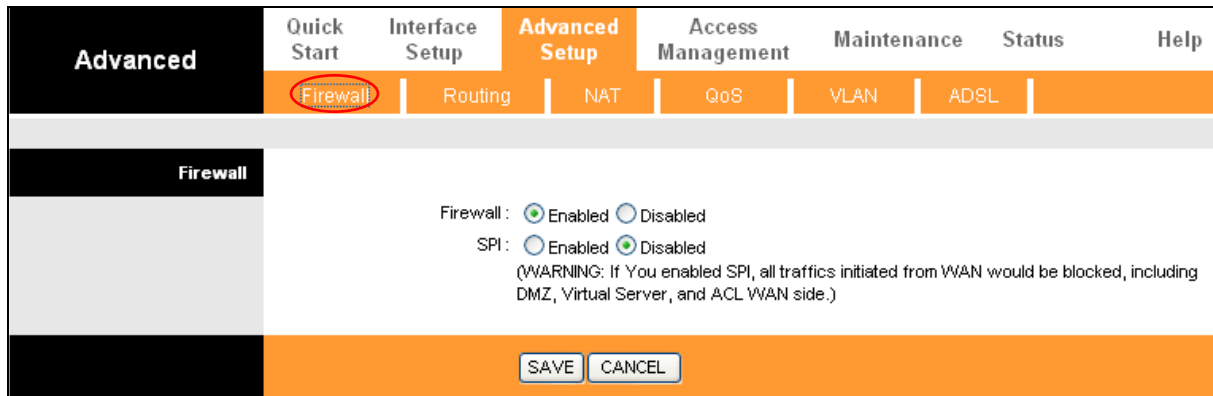 Advanced
Quick Start
Interface Setup
Advanced Setup
Access Management
Maintenance
Status
Help
Firewall
Routing
NAT
QoS
VLAN
ADSL
Firewall
Firewall : Enabled Disabled
SPI : Enabled Disabled
(WARNING: If You enabled SPI, all traffics initiated from WAN would be blocked, including
DMZ, Virtual Server, and ACL WAN side.)
SAVE CANCEL